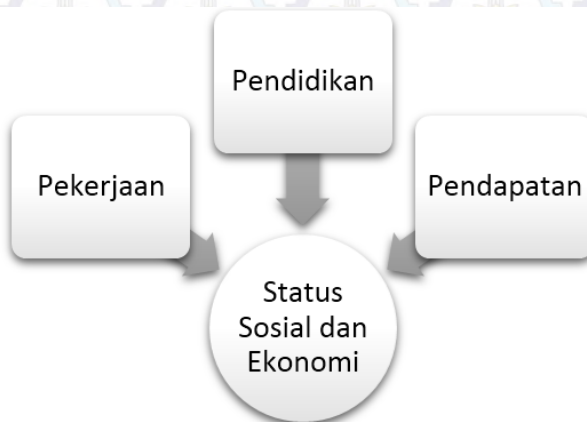 Pendidikan
Pekerjaan
Pendapatan
Status
Sosial dan
Ekonomi